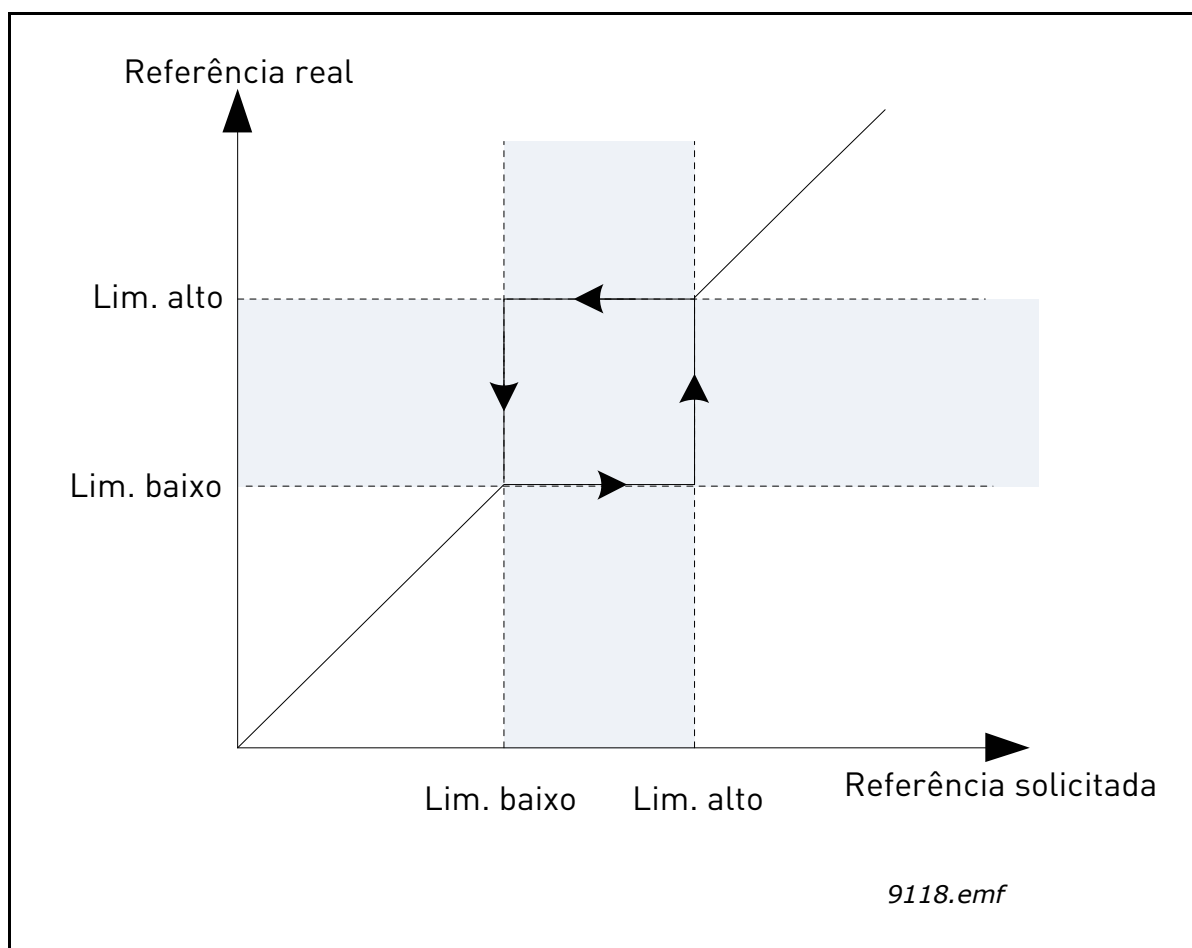 Referência real
Lim. alto
Lim. baixo
Lim. baixo
Lim. alto
Referência solicitada
9118.emf